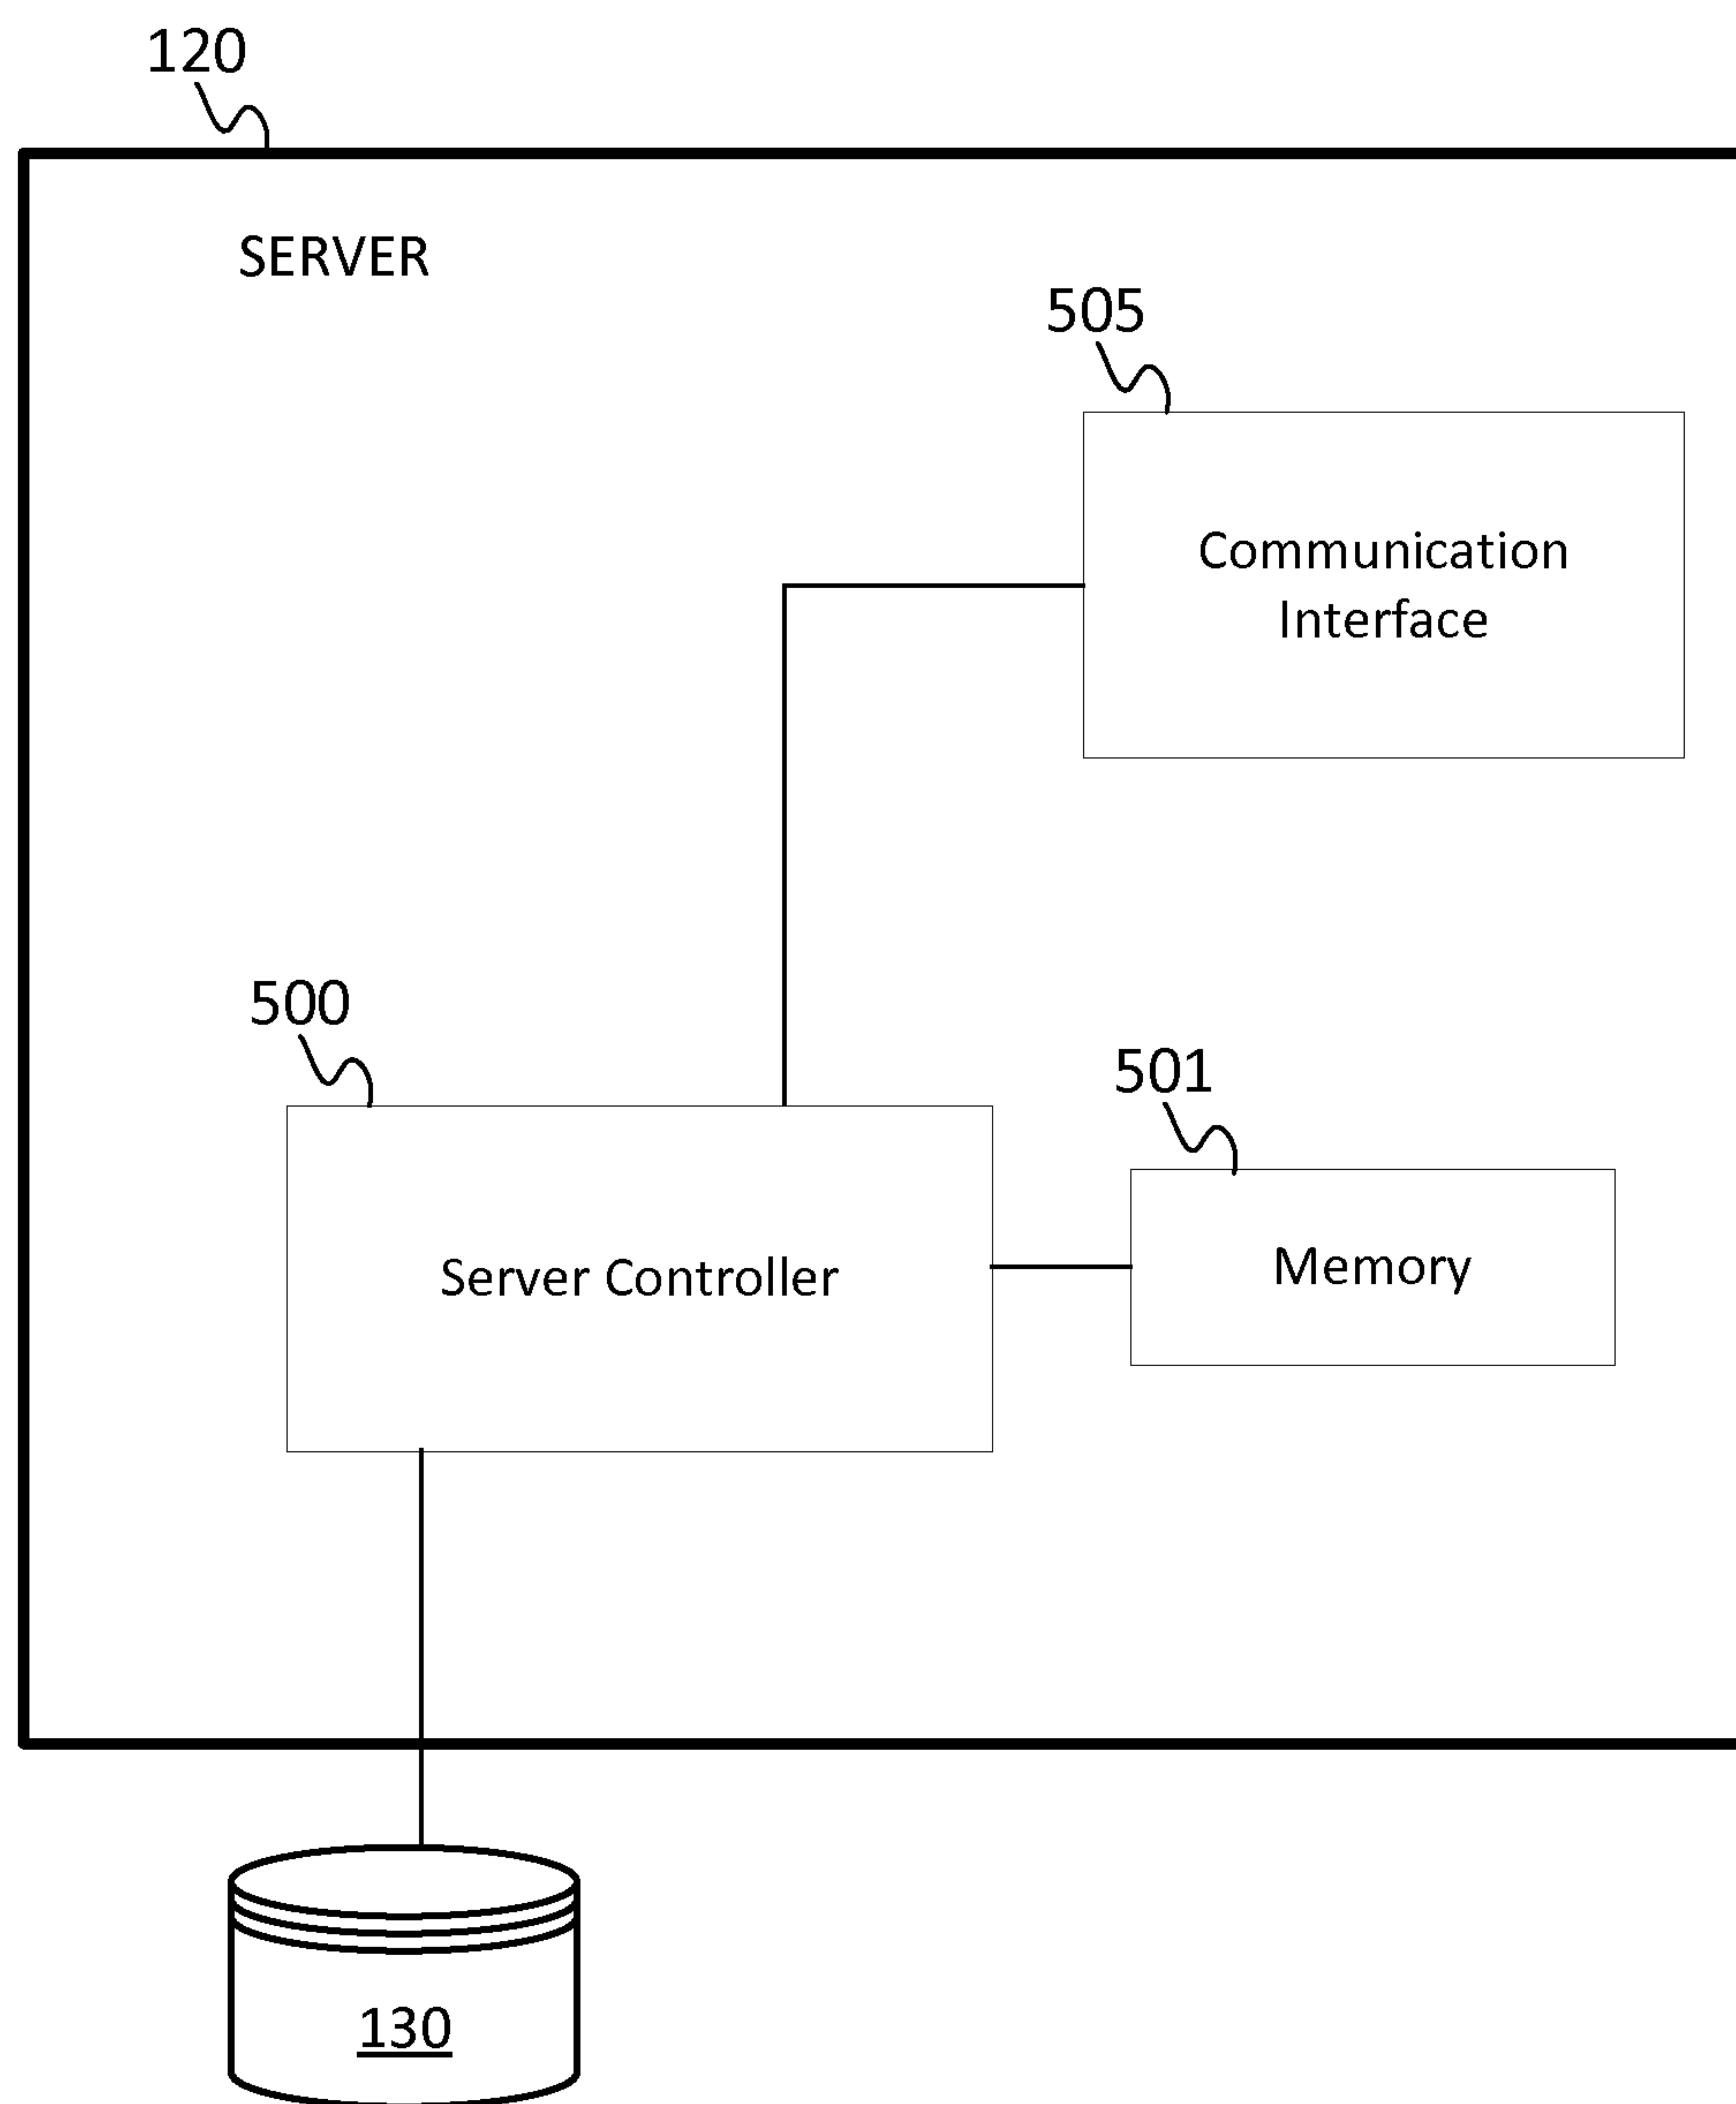 120
SERVER
505
Communication
Interface
500
501
Server Controller
Memory
130